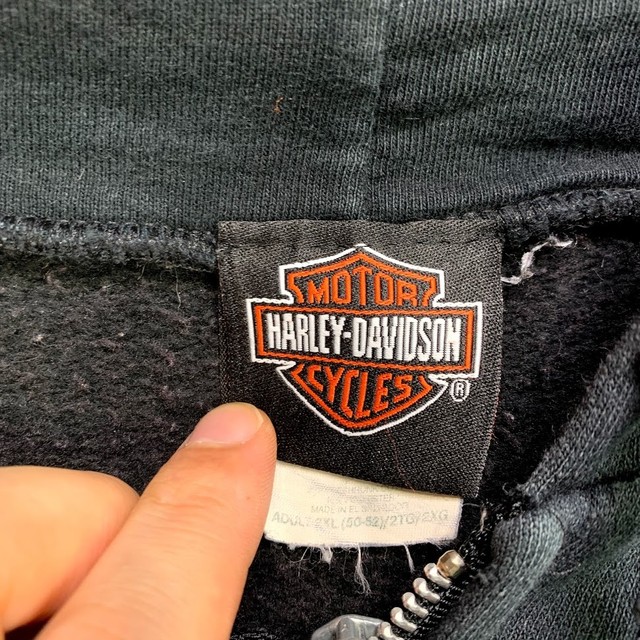 MOTOR
HARLEY-DAVIDSON
CYCLES
®
MADE IN EL SALVADOR
ADULT 2XL (50-52)/2TG/2XG